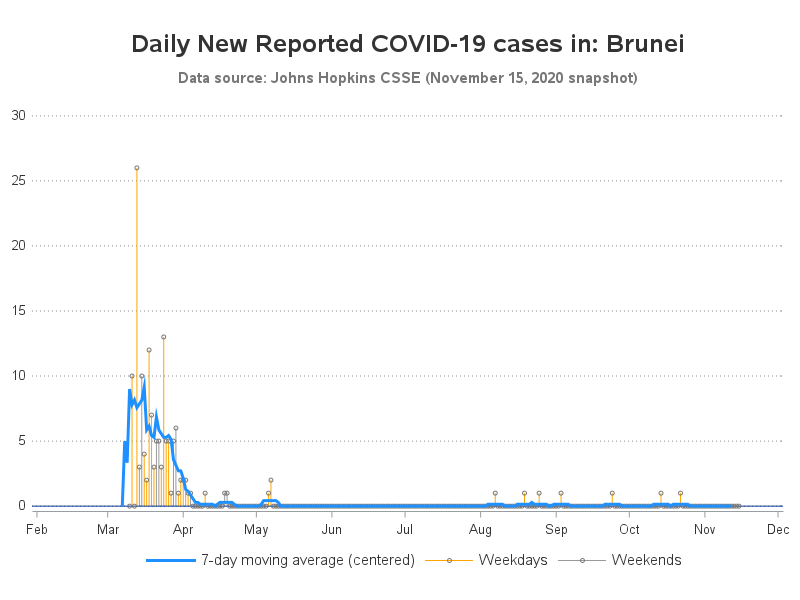 Daily New Reported COVID-19 cases in: Brunei
Data source: Johns Hopkins CSSE (November 15, 2020 snapshot)
30
25
20
15
10
5
0
Feb Mar Apr May Jun Jul Aug Sep Oct Nov Dec
7-day moving average (centered) Weekdays Weekends